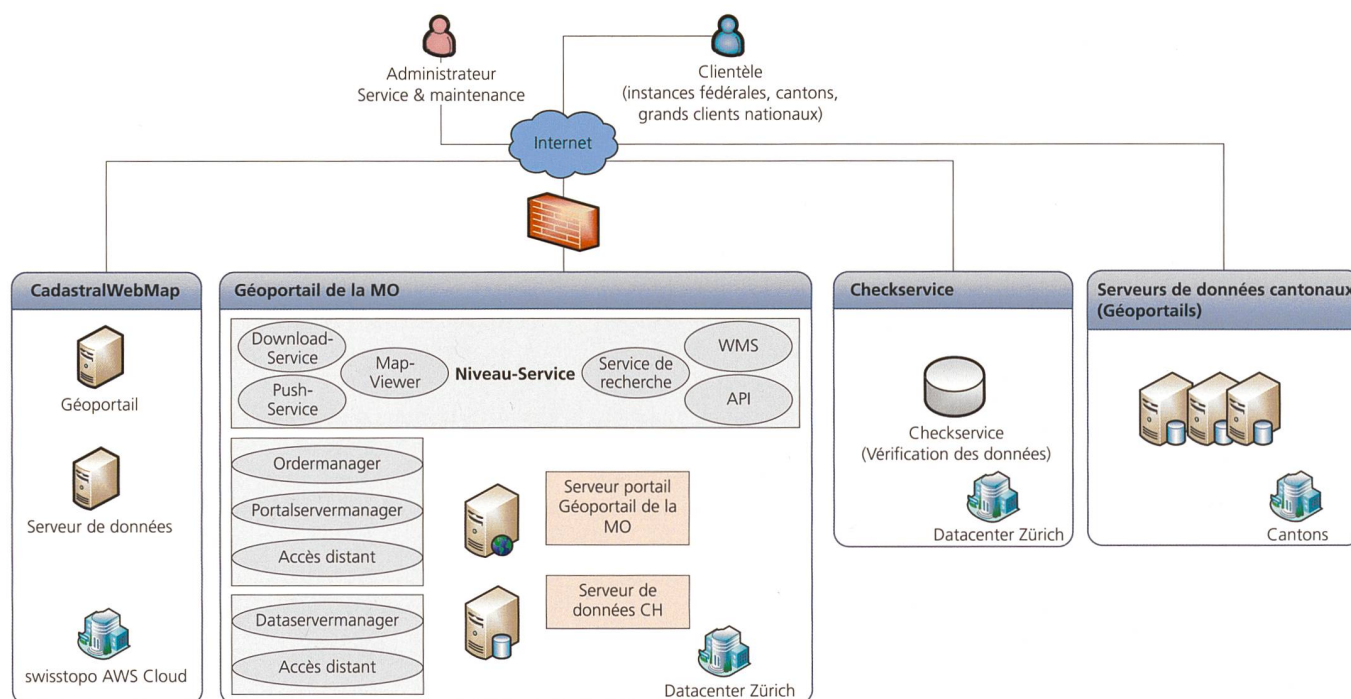 Administrateur
Service & maintenance
Clientèle
(instances fédérales, cantons,
grands clients nationaux)
Internet
CadastralWebMap
Géoportail
Serveur de données
swisstopo AWS Cloud
Géoportail de la MO
Download-
Service
Push-
Service
Map-
Viewer
Niveau-Service
Service de
recherche
WMS
API
Ordermanager
Portalservermanager
Accès distant
Serveur portail
Géoportail de la
MO
Dataservermanager
Accès distant
Serveur de
données CH
Datacenter Zürich
Checkservice
Checkservice
(Vérification des données)
Datacenter Zürich
Serveurs de données cantonaux
(Géoportails)
Cantons